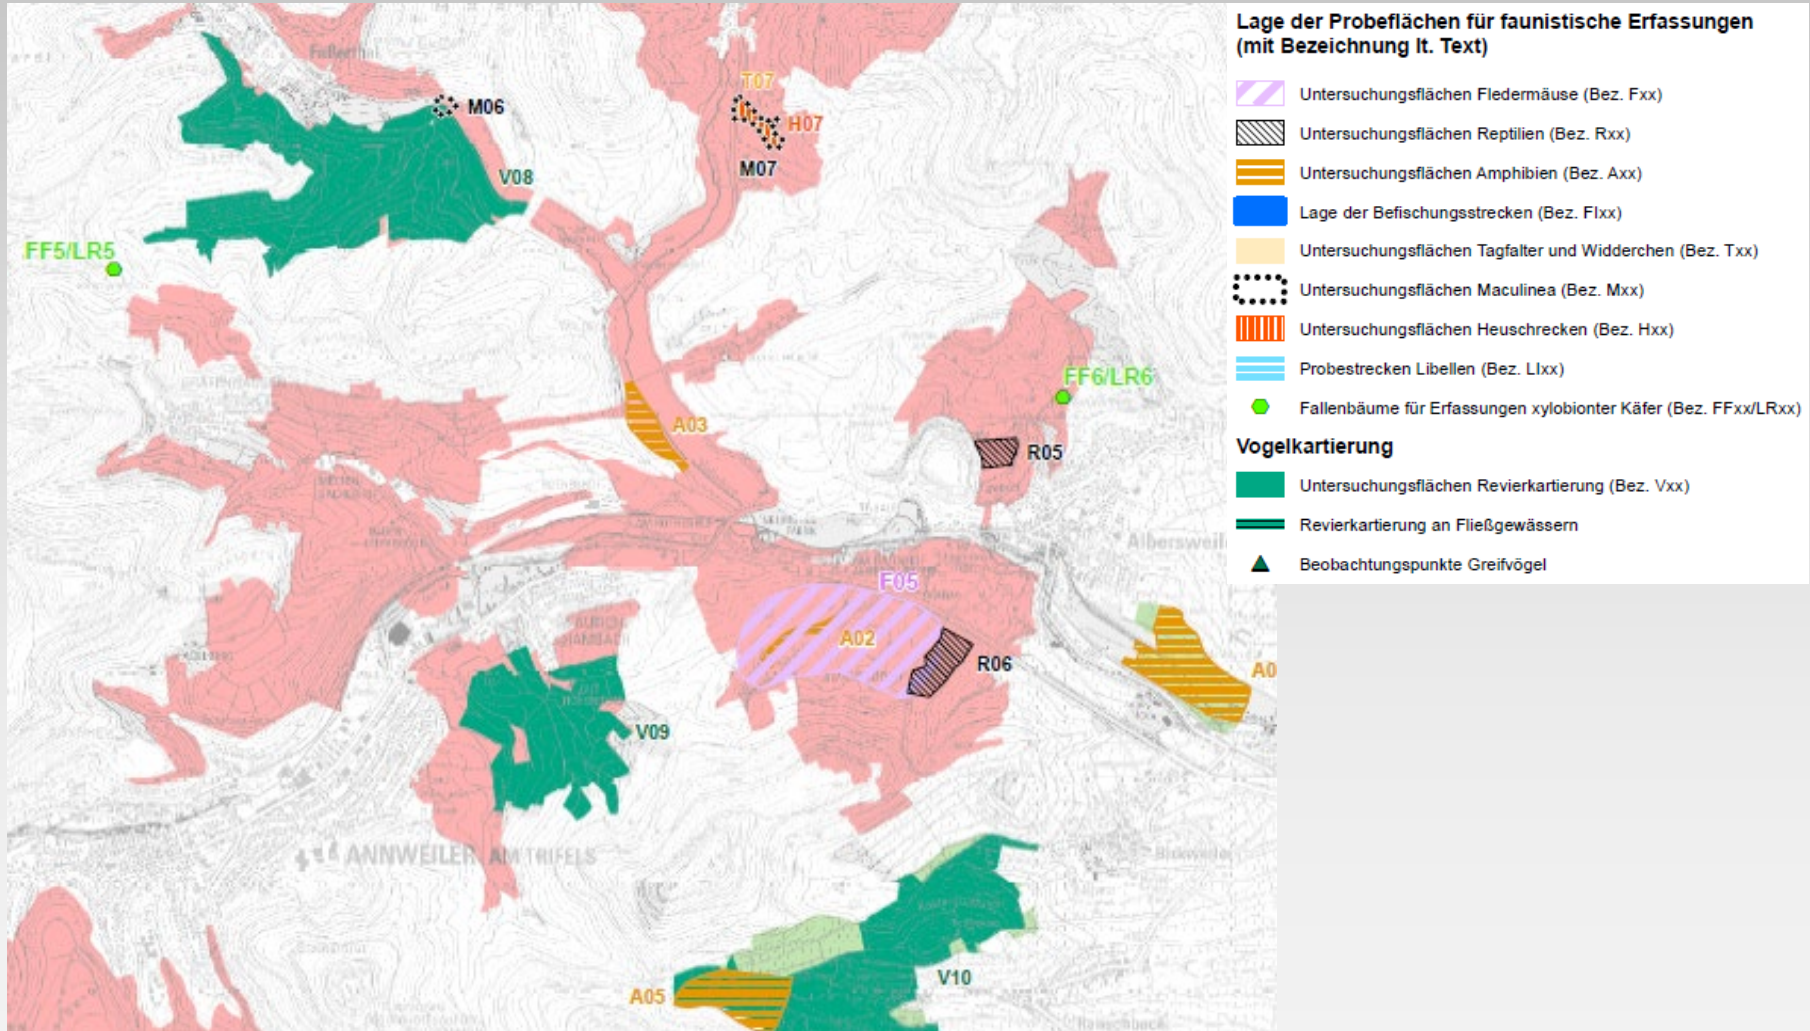 Lage der Probeflächen für faunistische Erfassungen
(mit Bezeichnung lt. Text)
Untersuchungsflächen Fledermäuse (Bez. Fxx)
Untersuchungsflächen Reptilien (Bez. Rxx)
Untersuchungsflächen Amphibien (Bez. Axx)
Lage der Befischungsstrecken (Bez. FIxx)
Untersuchungsflächen Tagfalter und Widderchen (Bez. Txx)
Untersuchungsflächen Maculinea (Bez. Mxx)
Untersuchungsflächen Heuschrecken (Bez. Hxx)
Probestrecken Libellen (Bez. LIxx)
Fallenbäume für Erfassungen xylobionter Käfer (Bez. FFxx/LRxx)
Vogelkartierung
Untersuchungsflächen Revierkartierung (Bez. Vxx)
Revierkartierung an Fließgewässern
Beobachtungspunkte Greifvögel
T07
M06
H07
M07
V08
FF5/LR5
FF6/LR6
A03
R05
Albersweil
F05
A02
R06
A0
V09
ANNWEILER AM TRIFELS
V10
A05